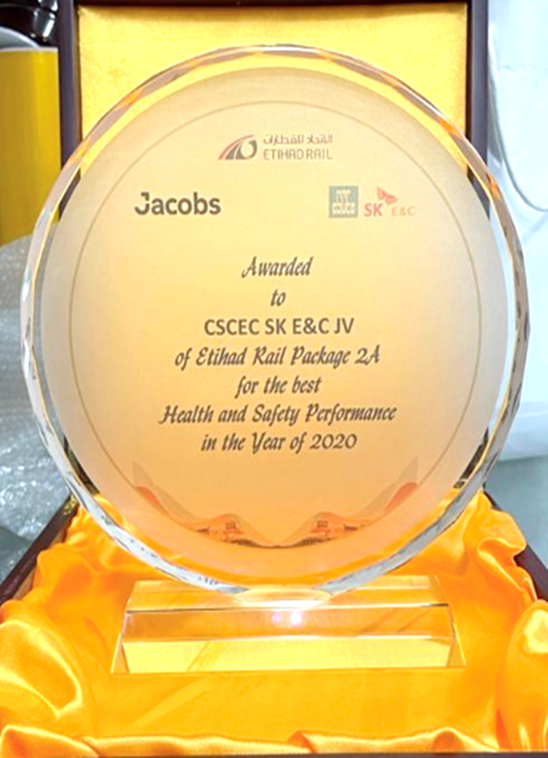 الاتحاد للقطارات
ETIHAD RAIL
Jacobs
SK E&C
Awarded
to
CSCEC SK E&C JV
of Etihad Rail Package 2A
for the best
Health and Safety Performance
in the Year of 2020